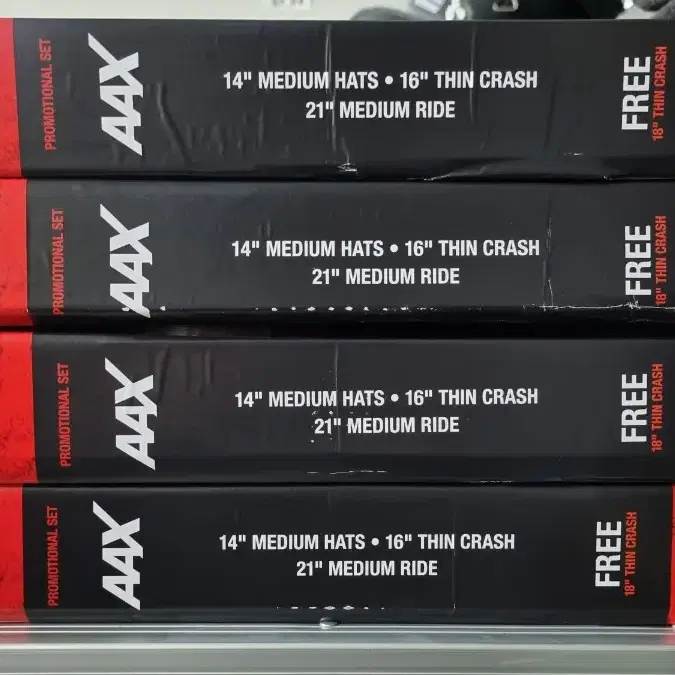 PROMOTIONAL SET
AAX
14" MEDIUM HATS • 16" THIN CRASH
21" MEDIUM RIDE
FREE
18" THIN CRASH
PROMOTIONAL SET
AAX
14" MEDIUM HATS • 16" THIN CRASH
21" MEDIUM RIDE
FREE
18" THIN CRASH
PROMOTIONAL SET
AAX
14" MEDIUM HATS • 16" THIN CRASH
21" MEDIUM RIDE
FREE
18" THIN CRASH
PROMOTIONAL SET
AAX
14" MEDIUM HATS • 16" THIN CRASH
21" MEDIUM RIDE
FREE
18" THIN CRASH